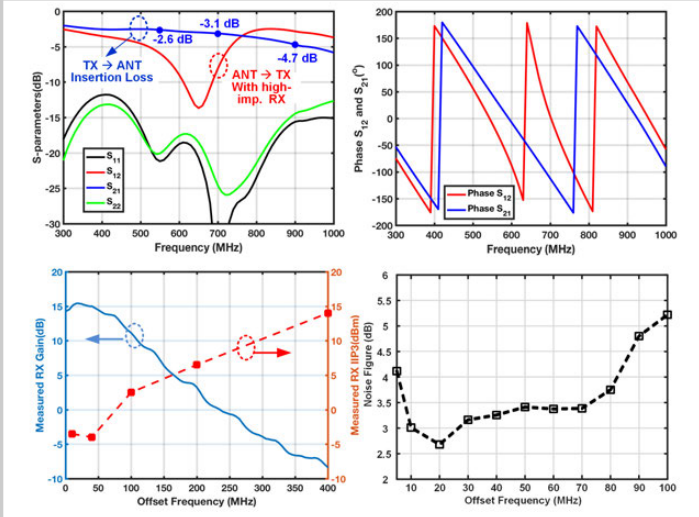 0
-5
-10
-15
-20
-25
-30
S-parameters(dB)
-2.6 dB
-3.1 dB
-4.7 dB
TX → ANT
Insertion Loss
ANT → TX
With high-
imp. RX
S11
S12
S21
S22
300 400 500 600 700 800 900 1000
Frequency (MHz)
200
150
100
50
0
-50
-100
-150
-200
Phase S12 and S21(°)
Phase S12
Phase S21
300 400 500 600 700 800 900 1000
Frequency (MHz)
20
15
10
5
0
-5
-10
Measured RX Gain(dB)
20
15
10
5
0
-5
-10
Measured RX IIP3(dBm)
0 50 100 150 200 250 300 350 400
Offset Frequency (MHz)
6
5.5
5
4.5
4
3.5
3
2.5
2
Noise Figure (dB)
10 20 30 40 50 60 70 80 90 100
Offset Frequency (MHz)